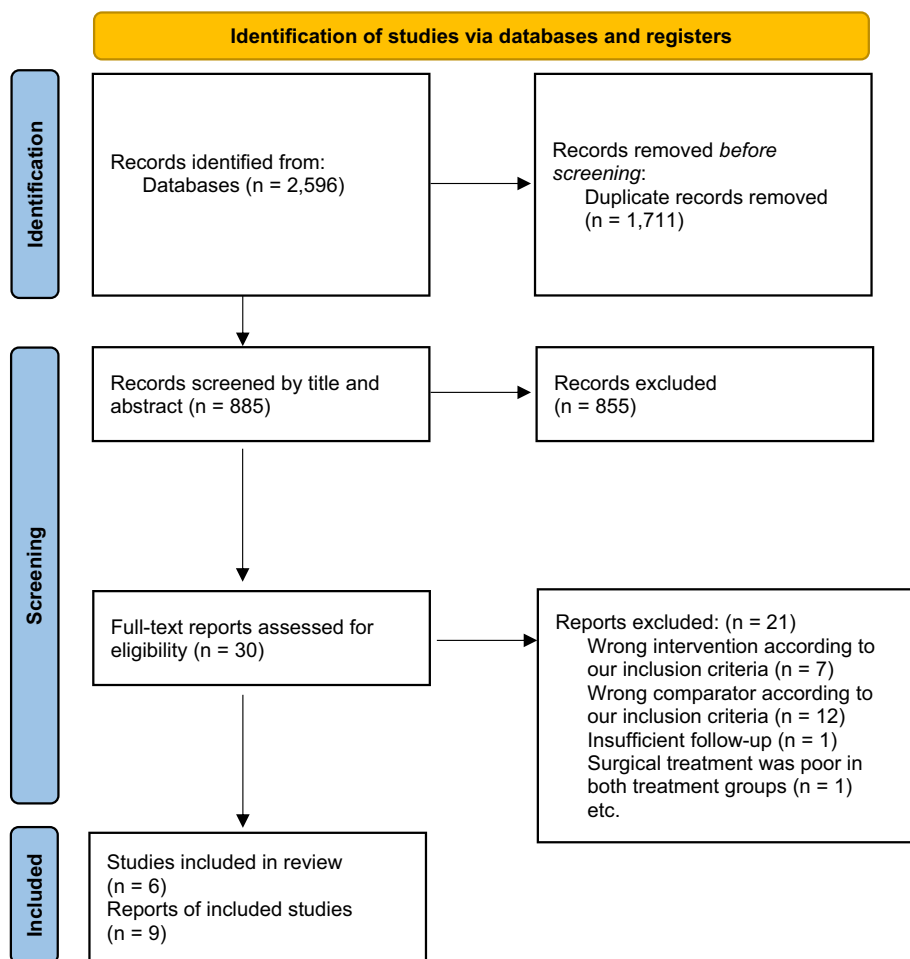 Identification of studies via databases and registers
Identification
Records identified from:
Databases (n = 2,596)
Records removed before
screening:
Duplicate records removed
(n = 1,711)
Screening
Records screened by title and
abstract (n = 885)
Records excluded
(n = 855)
Full-text reports assessed for
eligibility (n = 30)
Reports excluded: (n = 21)
Wrong intervention according to
our inclusion criteria (n = 7)
Wrong comparator according to
our inclusion criteria (n = 12)
Insufficient follow-up (n = 1)
Surgical treatment was poor in
both treatment groups (n = 1)
etc.
Included
Studies included in review
(n = 6)
Reports of included studies
(n = 9)